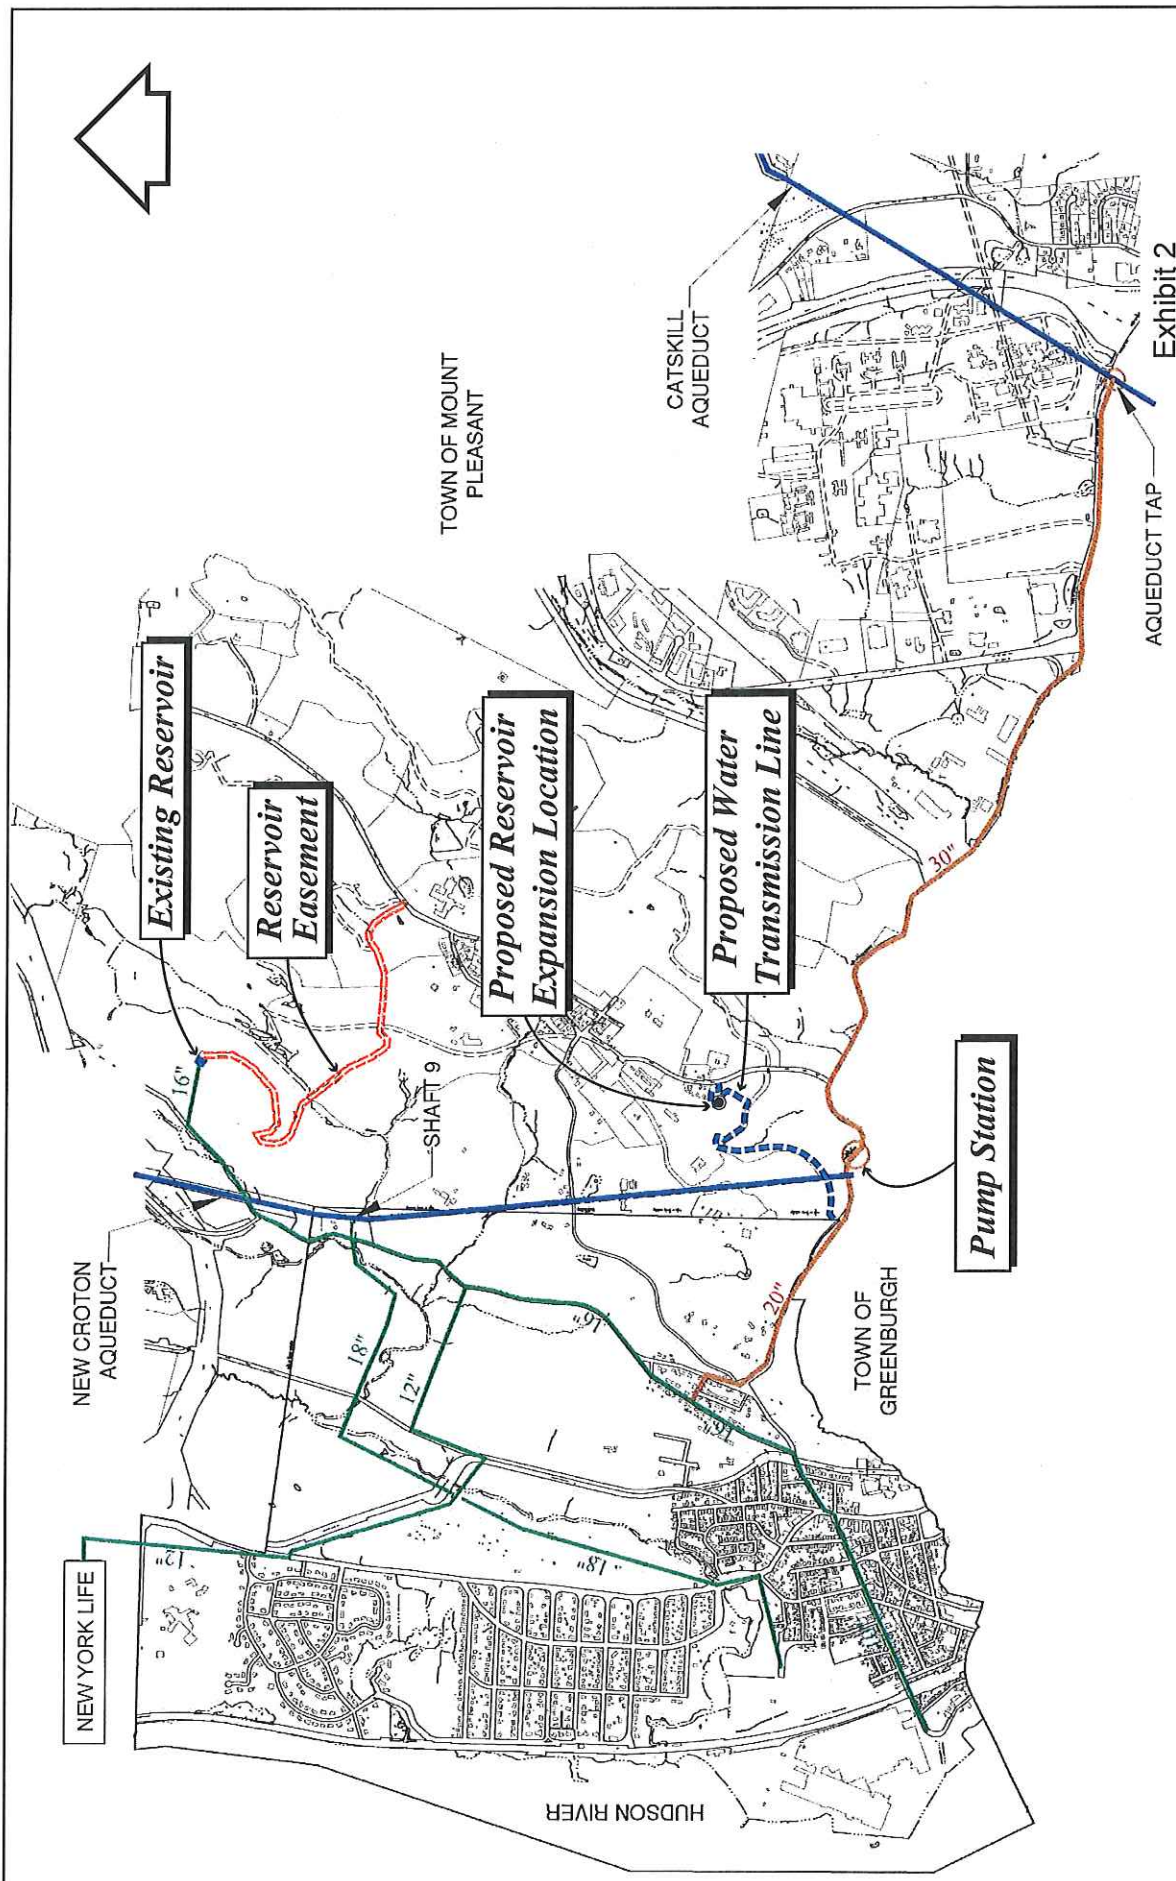 NEW YORK LIFE
12"
NEW CROTON
AQUEDUCT
16"
Existing Reservoir
Reservoir
Easement
SHAFT 9
18"
12"
16"
18"
16"
TOWN OF MOUNT
PLEASANT
Proposed Reservoir
Expansion Location
Proposed Water
Transmission Line
CATSKILL
AQUEDUCT
HUDSON RIVER
20"
30"
TOWN OF
GREENBURGH
Pump Station
AQUEDUCT TAP
Exhibit 2